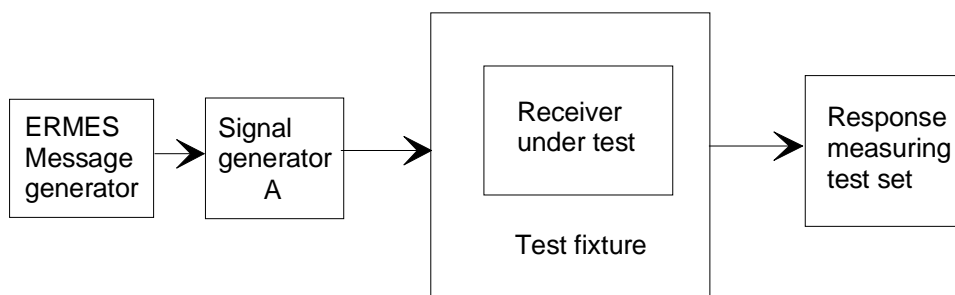 ERMES
Message
generator
Signal
generator
A
Receiver
under test
Test fixture
Response
measuring
test set